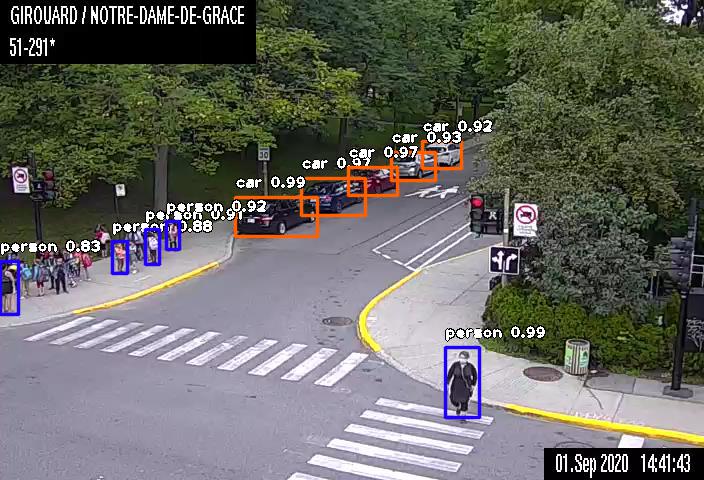 GIROUARD / NOTRE-DAME-DE-GRACE
51-291*
car 0.92
car 0.93
car 0.97
car 0.97
car 0.99
person 0.92
person 0.91
person 0.88
person 0.83
30
person 0.99
01.Sep 2020 14:41:43